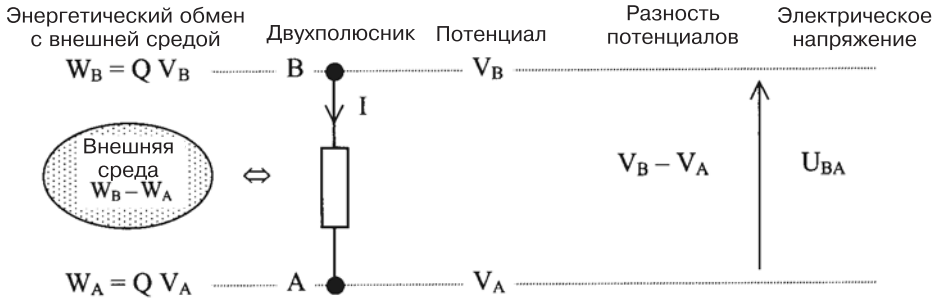 Энергетический обмен
с внешней средой
Двухполюсник
Потенциал
Разность
потенциалов
Электрическое
напряжение
W_B = Q V_B
B
V_B
I
Внешняя
среда
W_B – W_A
⇔
V_B – V_A
U_BA
W_A = Q V_A
A
V_A